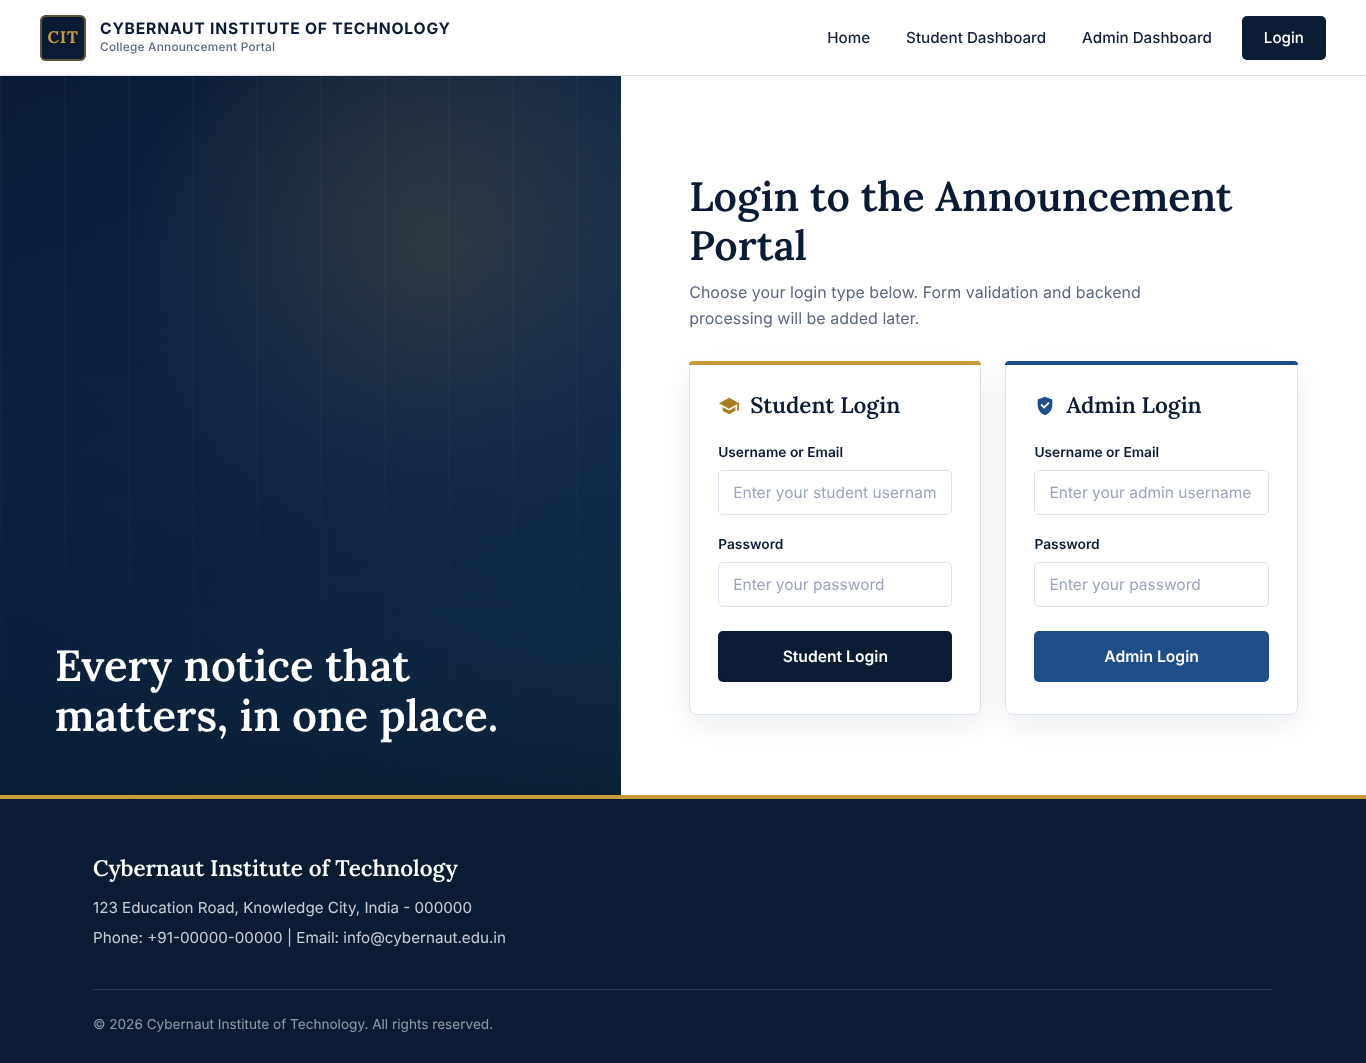 CIT
CYBERNAUT INSTITUTE OF TECHNOLOGY
College Announcement Portal
Home
Student Dashboard
Admin Dashboard
Login
Every notice that
matters, in one place.
Login to the Announcement
Portal
Choose your login type below. Form validation and backend
processing will be added later.
Student Login
Username or Email
Enter your student usernam
Password
Enter your password
Student Login
Admin Login
Username or Email
Enter your admin username
Password
Enter your password
Admin Login
Cybernaut Institute of Technology
123 Education Road, Knowledge City, India - 000000
Phone: +91-00000-00000 | Email: info@cybernaut.edu.in
© 2026 Cybernaut Institute of Technology. All rights reserved.